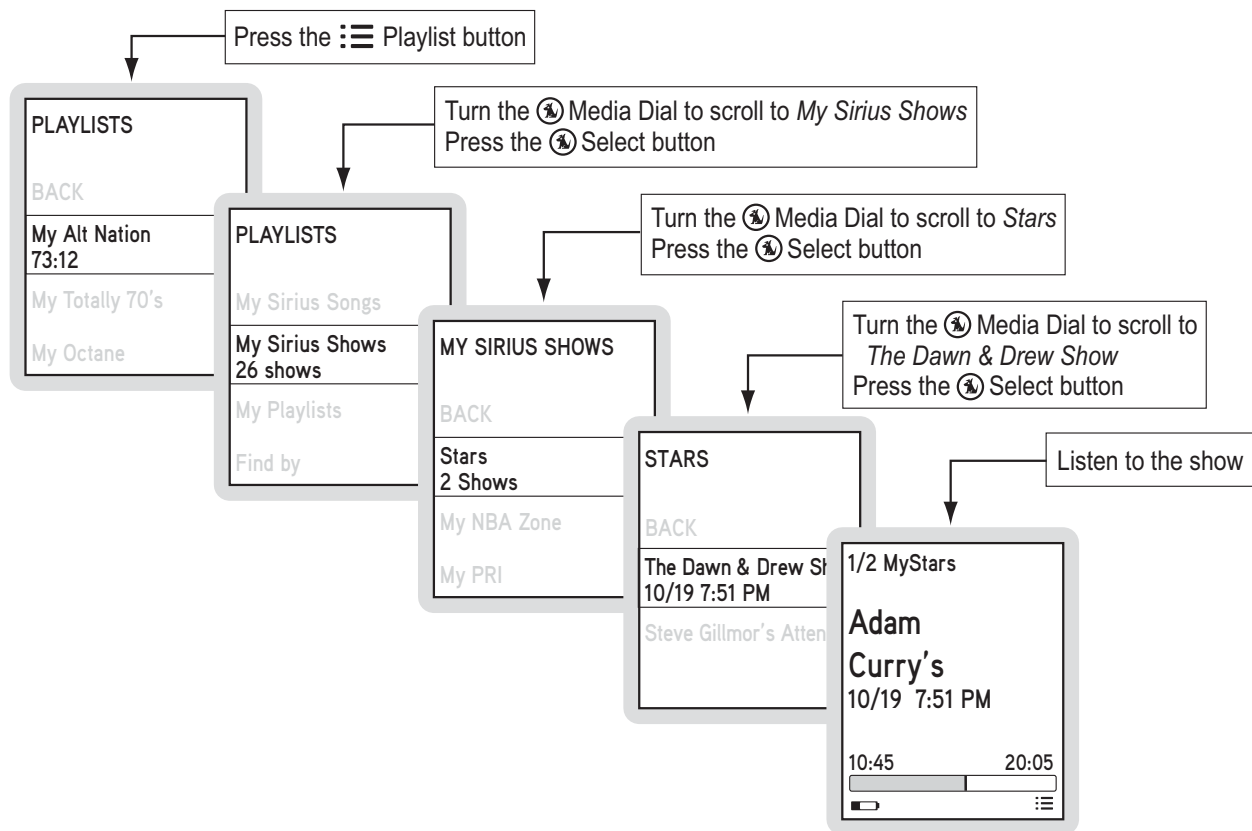 Press the Playlist button
PLAYLISTS
BACK
My Alt Nation
73:12
My Totally 70's
My Octane
Turn the Media Dial to scroll to My Sirius Shows
Press the Select button
PLAYLISTS
My Sirius Songs
My Sirius Shows
26 shows
My Playlists
Find by
Turn the Media Dial to scroll to Stars
Press the Select button
MY SIRIUS SHOWS
BACK
Stars
2 Shows
My NBA Zone
My PRI
Turn the Media Dial to scroll to
The Dawn & Drew Show
Press the Select button
STARS
BACK
The Dawn & Drew Sh
10/19 7:51 PM
Steve Gillmor's Atten
Listen to the show
1/2 MyStars
Adam
Curry's
10/19 7:51 PM
10:45 20:05